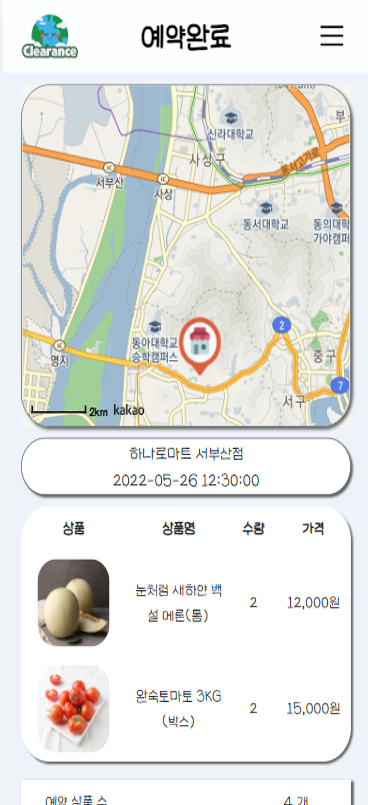 Clearance
예약완료
신라대학교
사상구
동서고가로
서부산
사상
동서대학교
동의대학
가야캠퍼
동아대학교
승학캠퍼스
2
명지
중구
7
서구
2km kakao
하나로마트 서부산점
2022-05-26 12:30:00
상품 상품명 수량 가격
눈처럼 새하얀 백
설 메론(통)
2 12,000원
완숙토마토 3KG
(박스)
2 15,000원
예약 상품 수 4 개